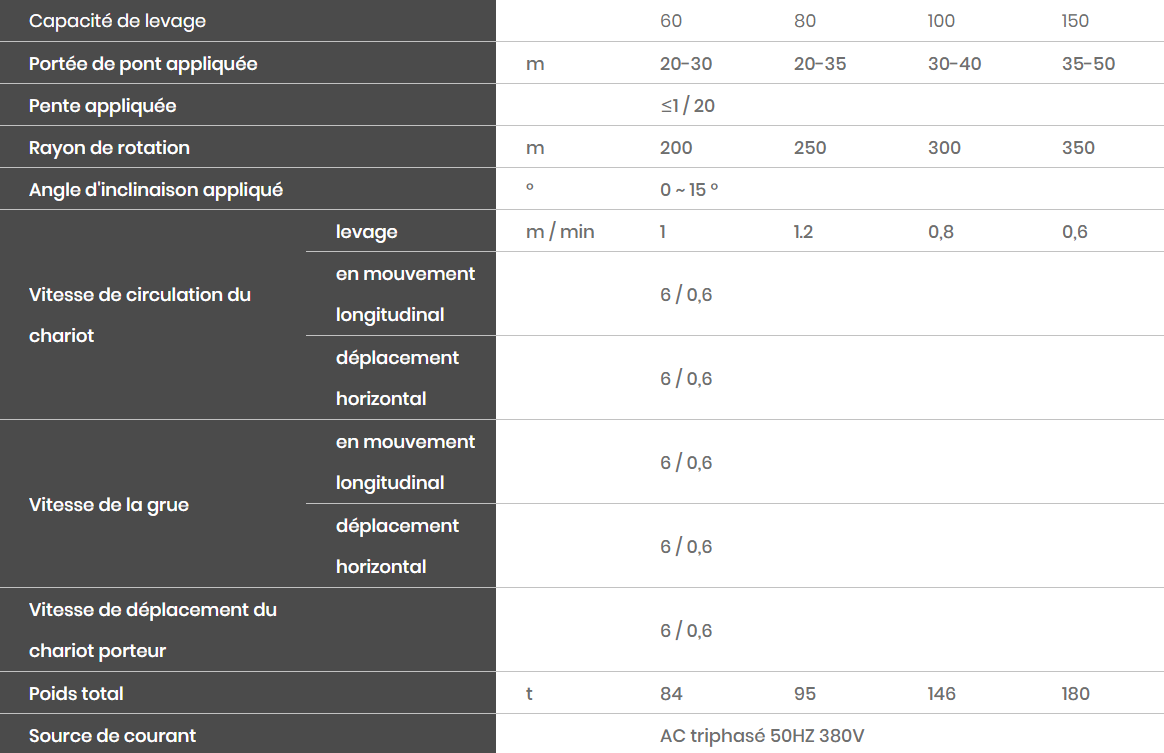 Capacité de levage 60 80 100 150
Portée de pont appliquée m 20-30 20-35 30-40 35-50
Pente appliquée ≤1 / 20
Rayon de rotation m 200 250 300 350
Angle d'inclinaison appliqué ° 0 ~ 15 °
Vitesse de circulation du
chariot
levage m / min 1 1.2 0,8 0,6
en mouvement
longitudinal
6 / 0,6
déplacement
horizontal
6 / 0,6
Vitesse de la grue
en mouvement
longitudinal
6 / 0,6
déplacement
horizontal
6 / 0,6
Vitesse de déplacement du
chariot porteur
6 / 0,6
Poids total t 84 95 146 180
Source de courant AC triphasé 50HZ 380V